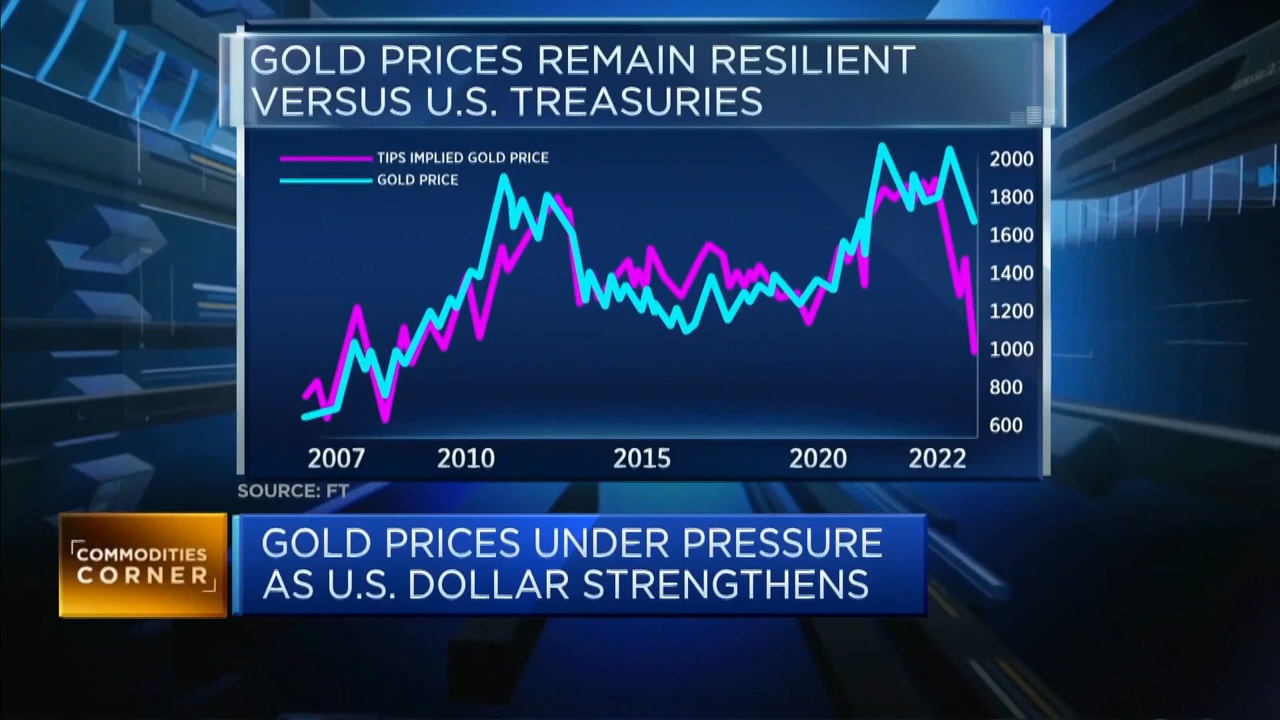 GOLD PRICES REMAIN RESILIENT
VERSUS U.S. TREASURIES
TIPS IMPLIED GOLD PRICE
GOLD PRICE
2000
1800
1600
1400
1200
1000
800
600
2007 2010 2015 2020 2022
SOURCE: FT
COMMODITIES
CORNER
GOLD PRICES UNDER PRESSURE
AS U.S. DOLLAR STRENGTHENS